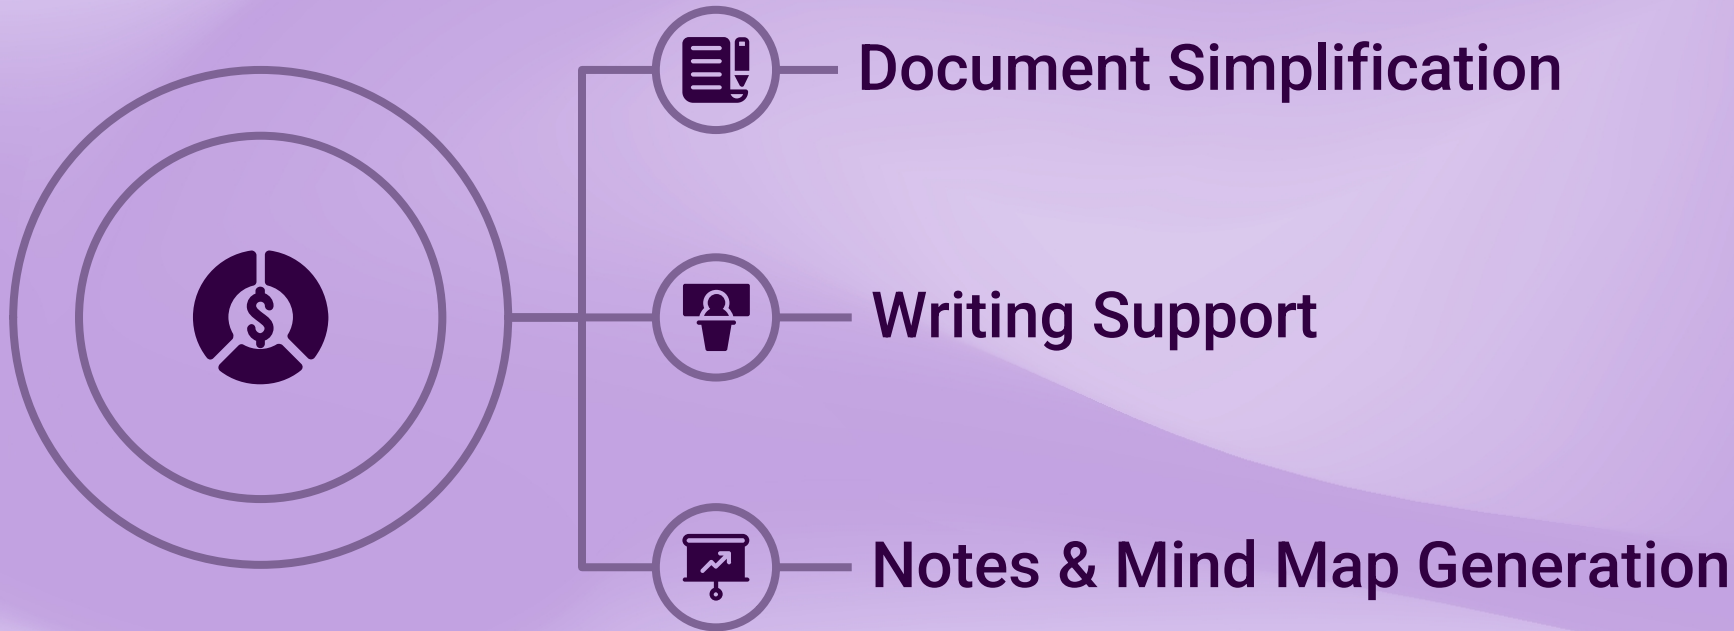 Document Simplification
Writing Support
Notes & Mind Map Generation